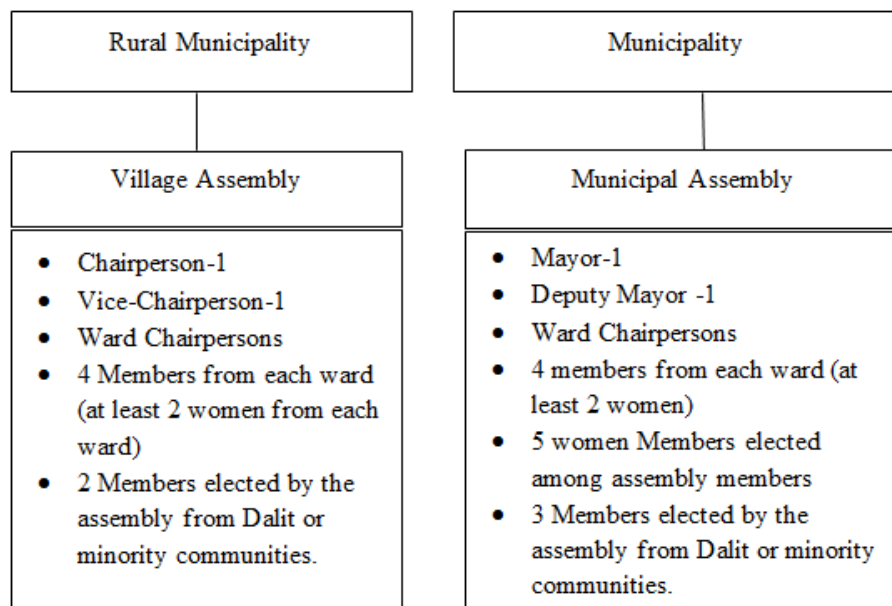 Rural Municipality
Village Assembly
• Chairperson-1
• Vice-Chairperson-1
• Ward Chairpersons
• 4 Members from each ward
(at least 2 women from each
ward)
• 2 Members elected by the
assembly from Dalit or
minority communities.
Municipality
Municipal Assembly
• Mayor-1
• Deputy Mayor -1
• Ward Chairpersons
• 4 members from each ward (at
least 2 women)
• 5 women Members elected
among assembly members
• 3 Members elected by the
assembly from Dalit or minority
communities.